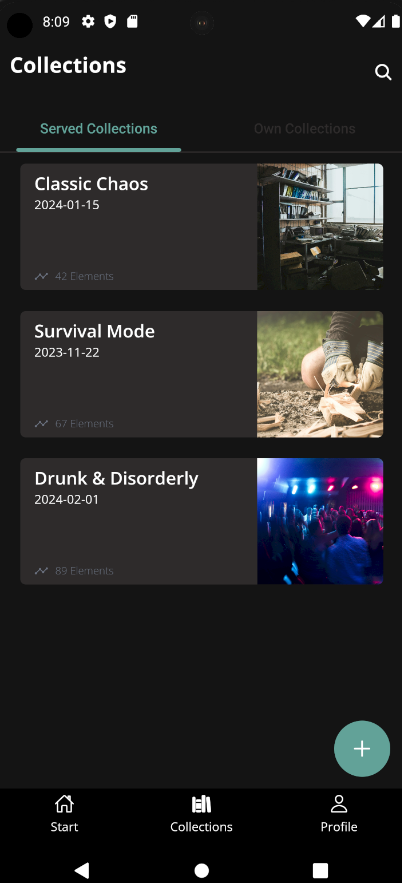 8:09
Collections
Served Collections
Own Collections
Classic Chaos
2024-01-15
42 Elements
Survival Mode
2023-11-22
67 Elements
Drunk & Disorderly
2024-02-01
89 Elements
Start
Collections
Profile